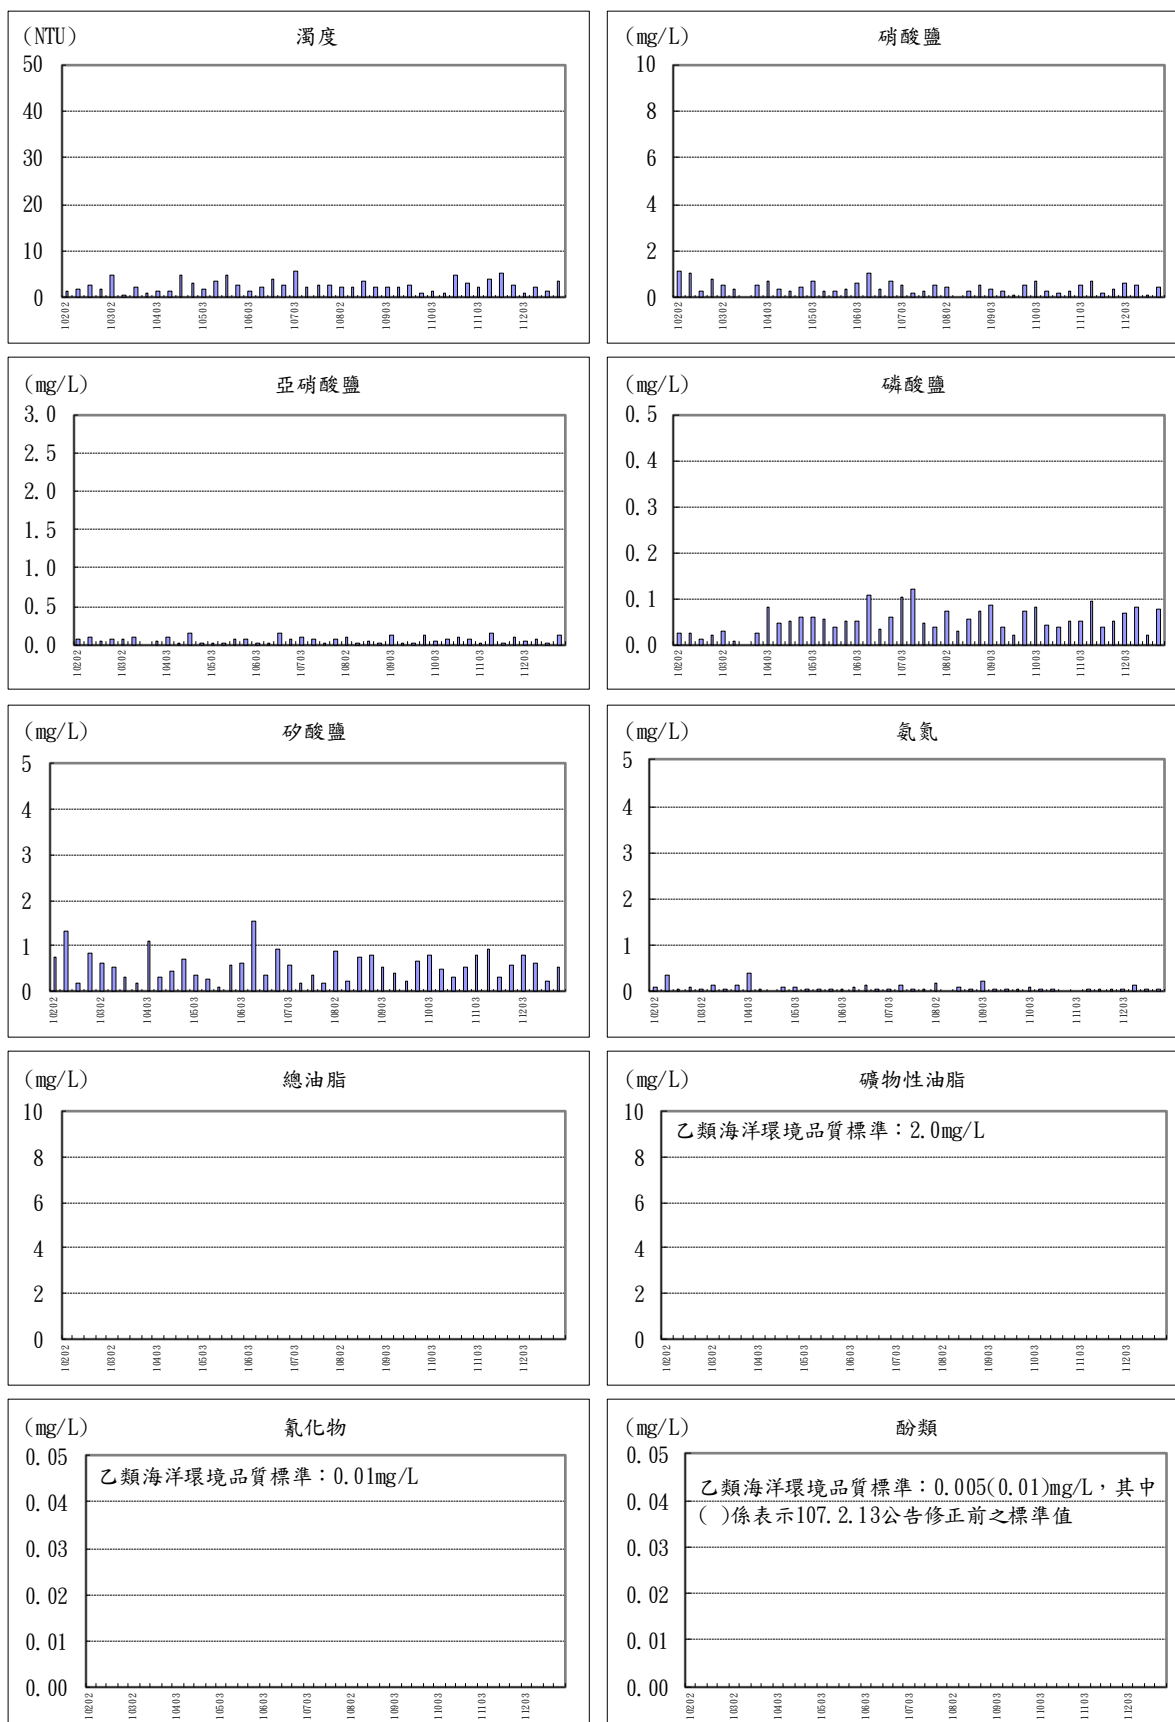 (NTU) 濁度
50
40
30
20
10
0
10202 10302 10403 10503 10603 10703 10802 10903 11003 11103 11203
(mg/L) 硝酸鹽
10
8
6
4
2
0
10202 10302 10403 10503 10603 10703 10802 10903 11003 11103 11203
(mg/L) 亞硝酸鹽
3.0
2.5
2.0
1.5
1.0
0.5
0.0
10202 10302 10403 10503 10603 10703 10802 10903 11003 11103 11203
(mg/L) 磷酸鹽
0.5
0.4
0.3
0.2
0.1
0.0
10202 10302 10403 10503 10603 10703 10802 10903 11003 11103 11203
(mg/L) 矽酸鹽
5
4
3
2
1
0
10202 10302 10403 10503 10603 10703 10802 10903 11003 11103 11203
(mg/L) 氨氮
5
4
3
2
1
0
10202 10302 10403 10503 10603 10703 10802 10903 11003 11103 11203
(mg/L) 總油脂
10
8
6
4
2
0
10202 10302 10403 10503 10603 10703 10802 10903 11003 11103 11203
(mg/L) 礦物性油脂
乙類海洋環境品質標準：2.0mg/L
10
8
6
4
2
0
10202 10302 10403 10503 10603 10703 10802 10903 11003 11103 11203
(mg/L) 氰化物
乙類海洋環境品質標準：0.01mg/L
0.05
0.04
0.03
0.02
0.01
0.00
10202 10302 10403 10503 10603 10703 10802 10903 11003 11103 11203
(mg/L) 酚類
乙類海洋環境品質標準：0.005(0.01)mg/L，其中
( )係表示107.2.13公告修正前之標準值
0.05
0.04
0.03
0.02
0.01
0.00
10202 10302 10403 10503 10603 10703 10802 10903 11003 11103 11203